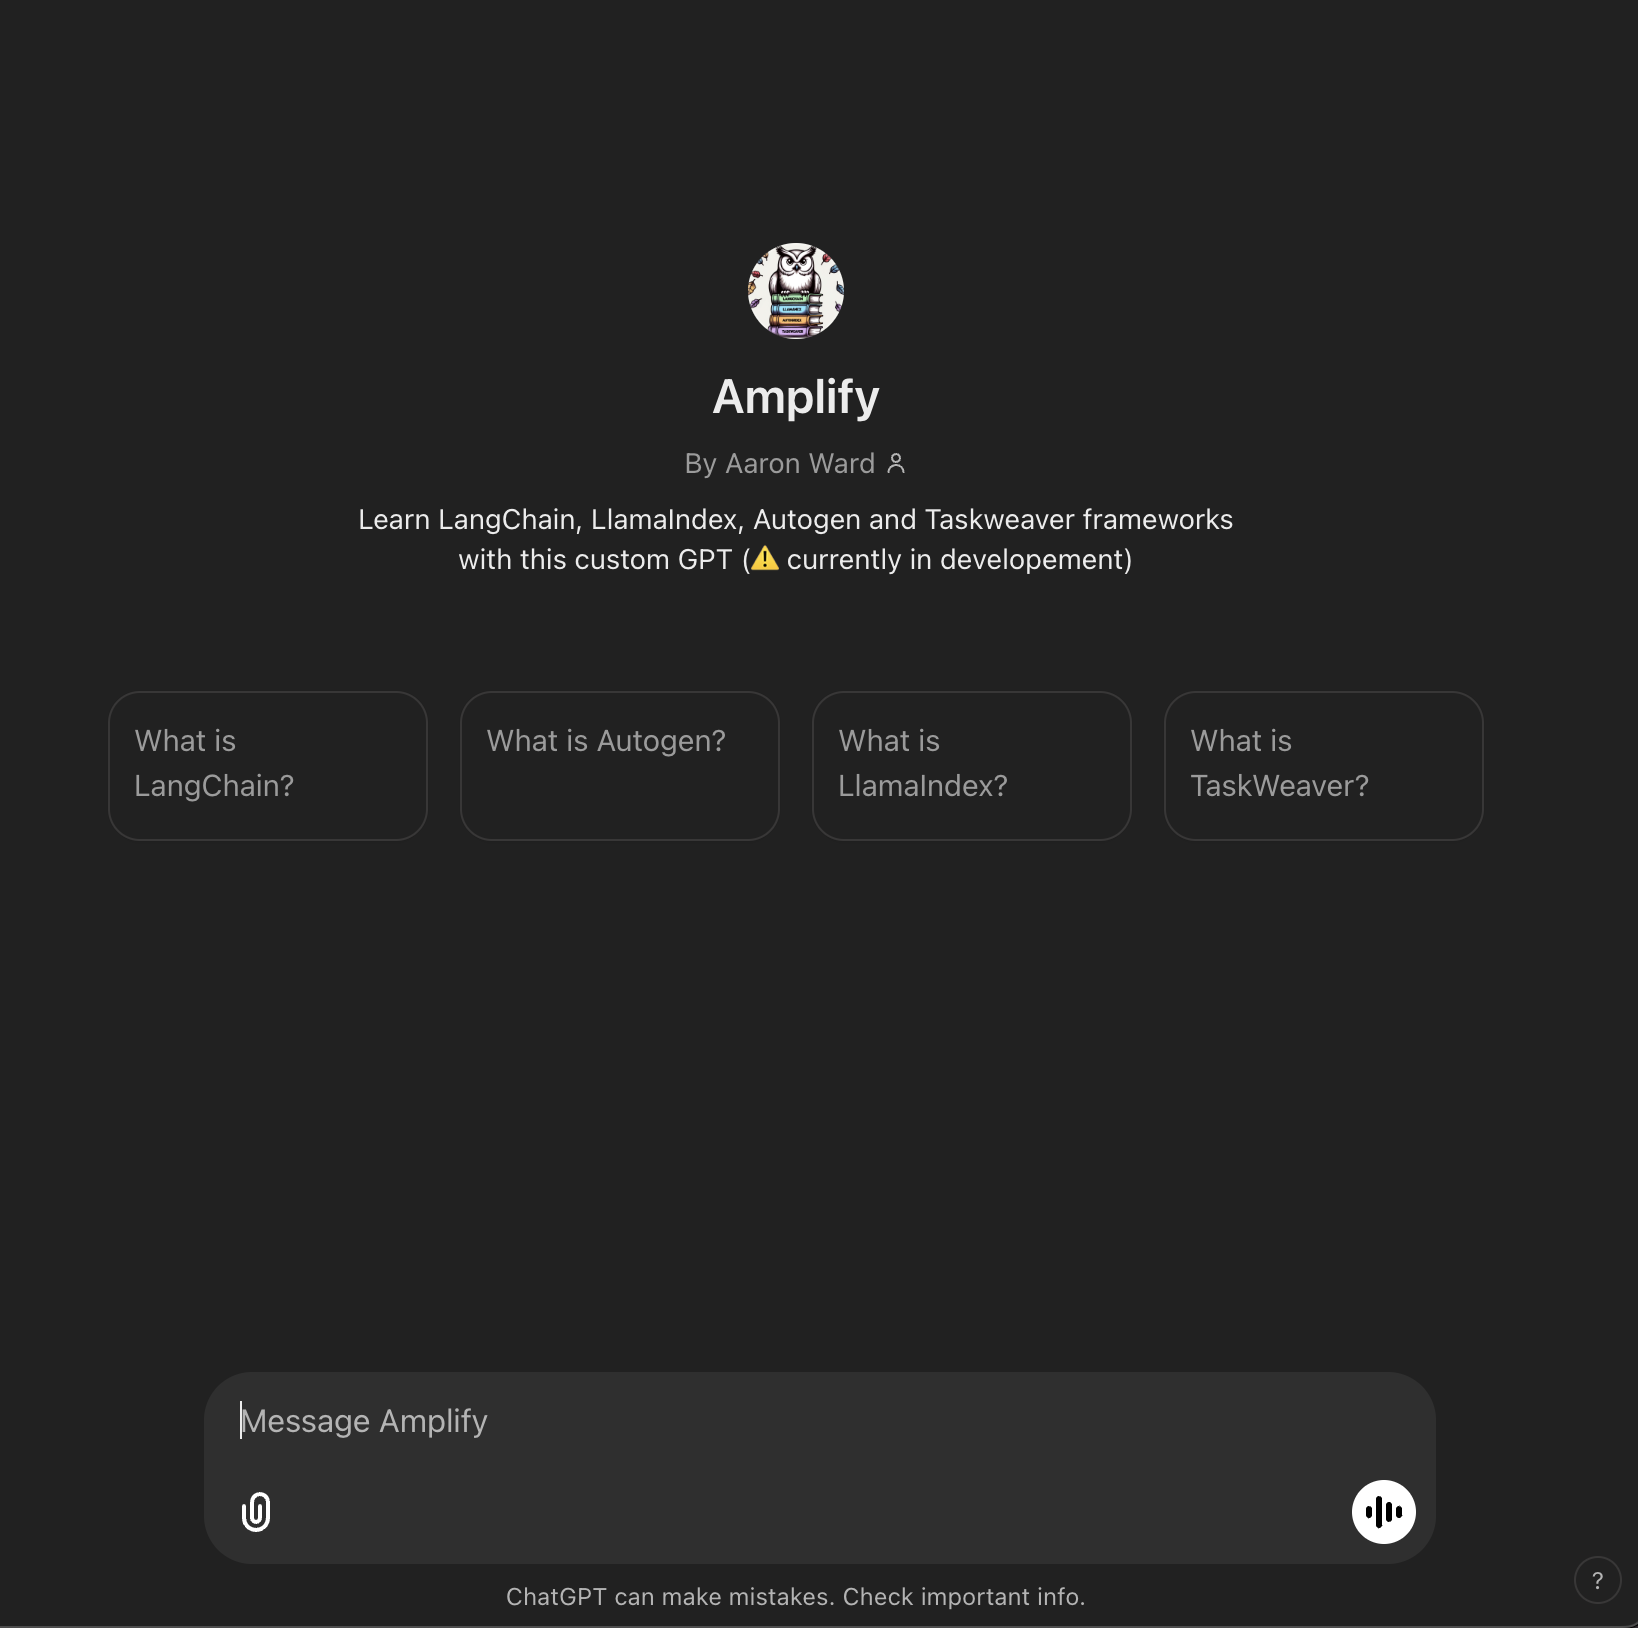 LANGCHAIN
Amplify
By Aaron Ward
Learn LangChain, LlamaIndex, Autogen and Taskweaver frameworks
with this custom GPT (⚠️ currently in developement)
What is
LangChain?
What is Autogen?
What is
LlamaIndex?
What is
TaskWeaver?
Message Amplify
ChatGPT can make mistakes. Check important info.
?